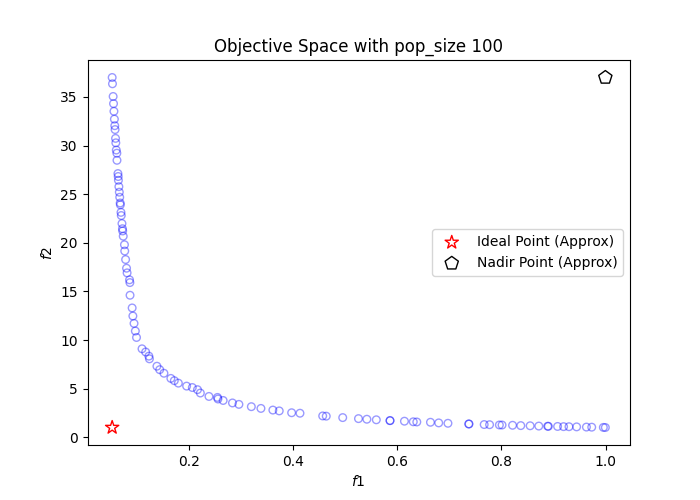 Objective Space with pop_size 100
f2
35
30
25
20
15
10
5
0
Ideal Point (Approx)
Nadir Point (Approx)
0.2
0.4
0.6
0.8
1.0
f1